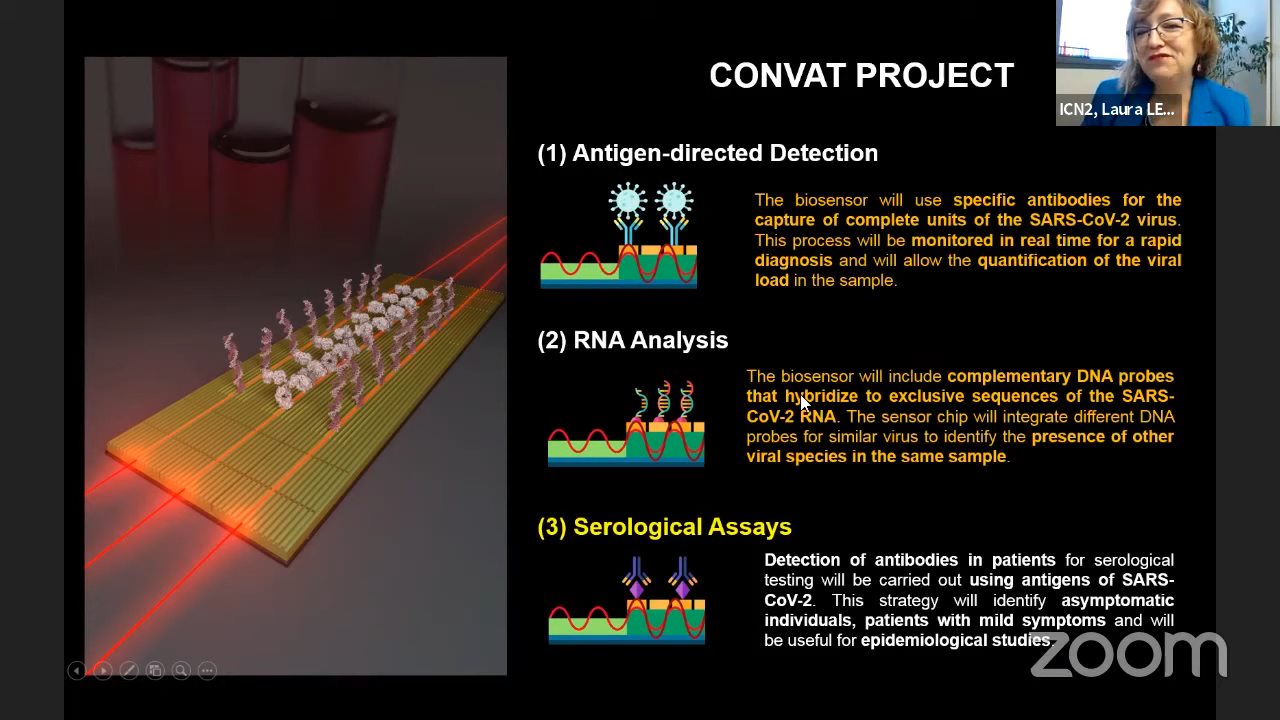 CONVAT PROJECT
ICN2, Laura LE...
(1) Antigen-directed Detection
The biosensor will use specific antibodies for the
capture of complete units of the SARS-CoV-2 virus.
This process will be monitored in real time for a rapid
diagnosis and will allow the quantification of the viral
load in the sample.
(2) RNA Analysis
The biosensor will include complementary DNA probes
that hybridize to exclusive sequences of the SARS-
CoV-2 RNA. The sensor chip will integrate different DNA
probes for similar virus to identify the presence of other
viral species in the same sample.
(3) Serological Assays
Detection of antibodies in patients for serological
testing will be carried out using antigens of SARS-
CoV-2. This strategy will identify asymptomatic
individuals, patients with mild symptoms and will
be useful for epidemiological studies.
zoom